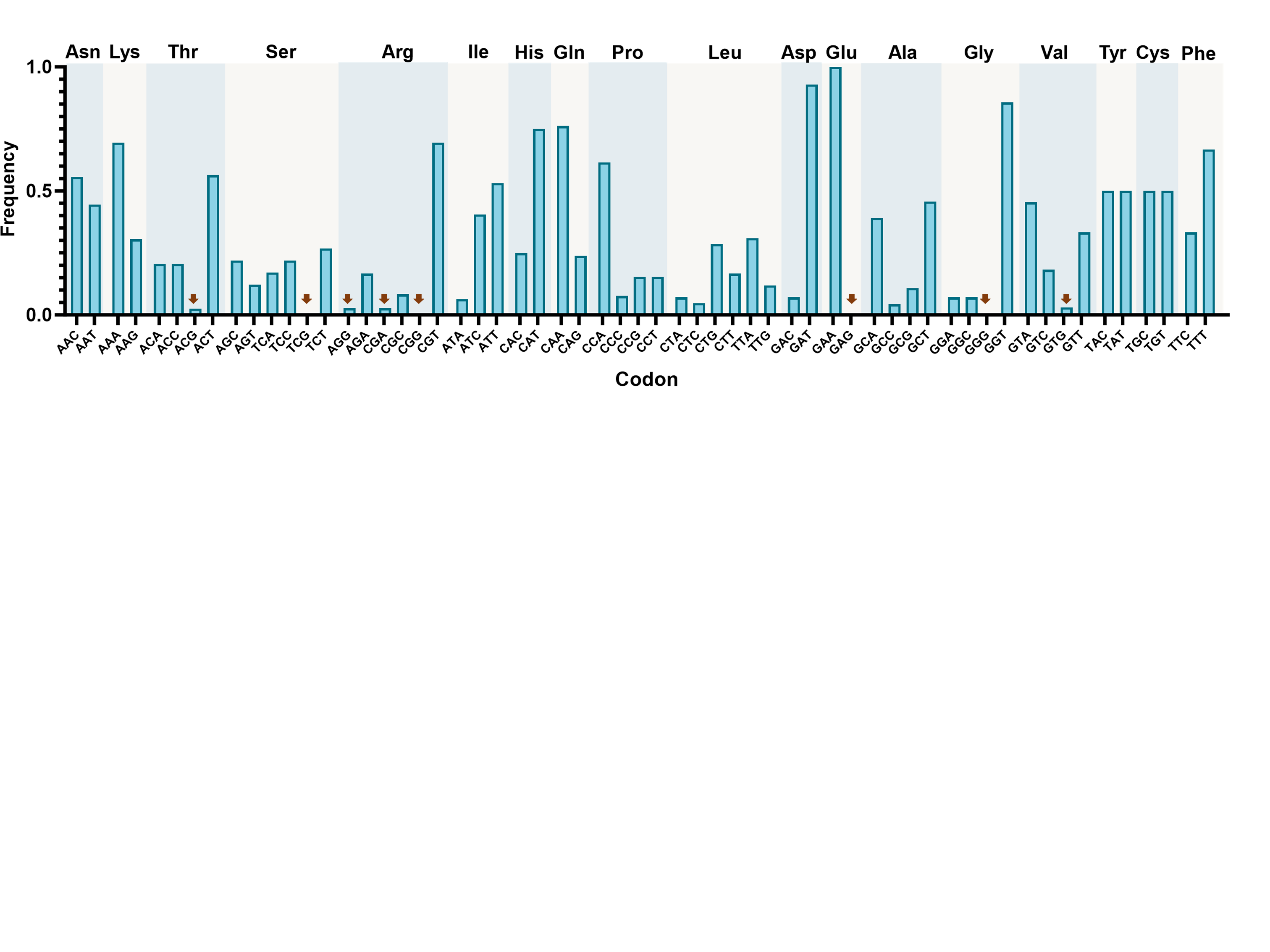 Asn Lys Thr Ser Arg Ile His Gln Pro Leu Asp Glu Ala Gly Val Tyr Cys Phe
1.0
0.5
0.0
Frequency
AAC AAT AAA AAG ACA ACC ACG ACT AGC AGT TCA TCC TCG TCT AGG AGA CGA CGC CGG CGT ATA ATC ATT CAC CAT CAA CAG CCA CCC CCG CCT CTA CTC CTG CTT TTA TTG GAC GAT GAA GAG GCA GCC GCG GCT GGA GGC GGG GGT GTA GTC GTG GTT TAC TAT TGC TGT TTC TTT
Codon